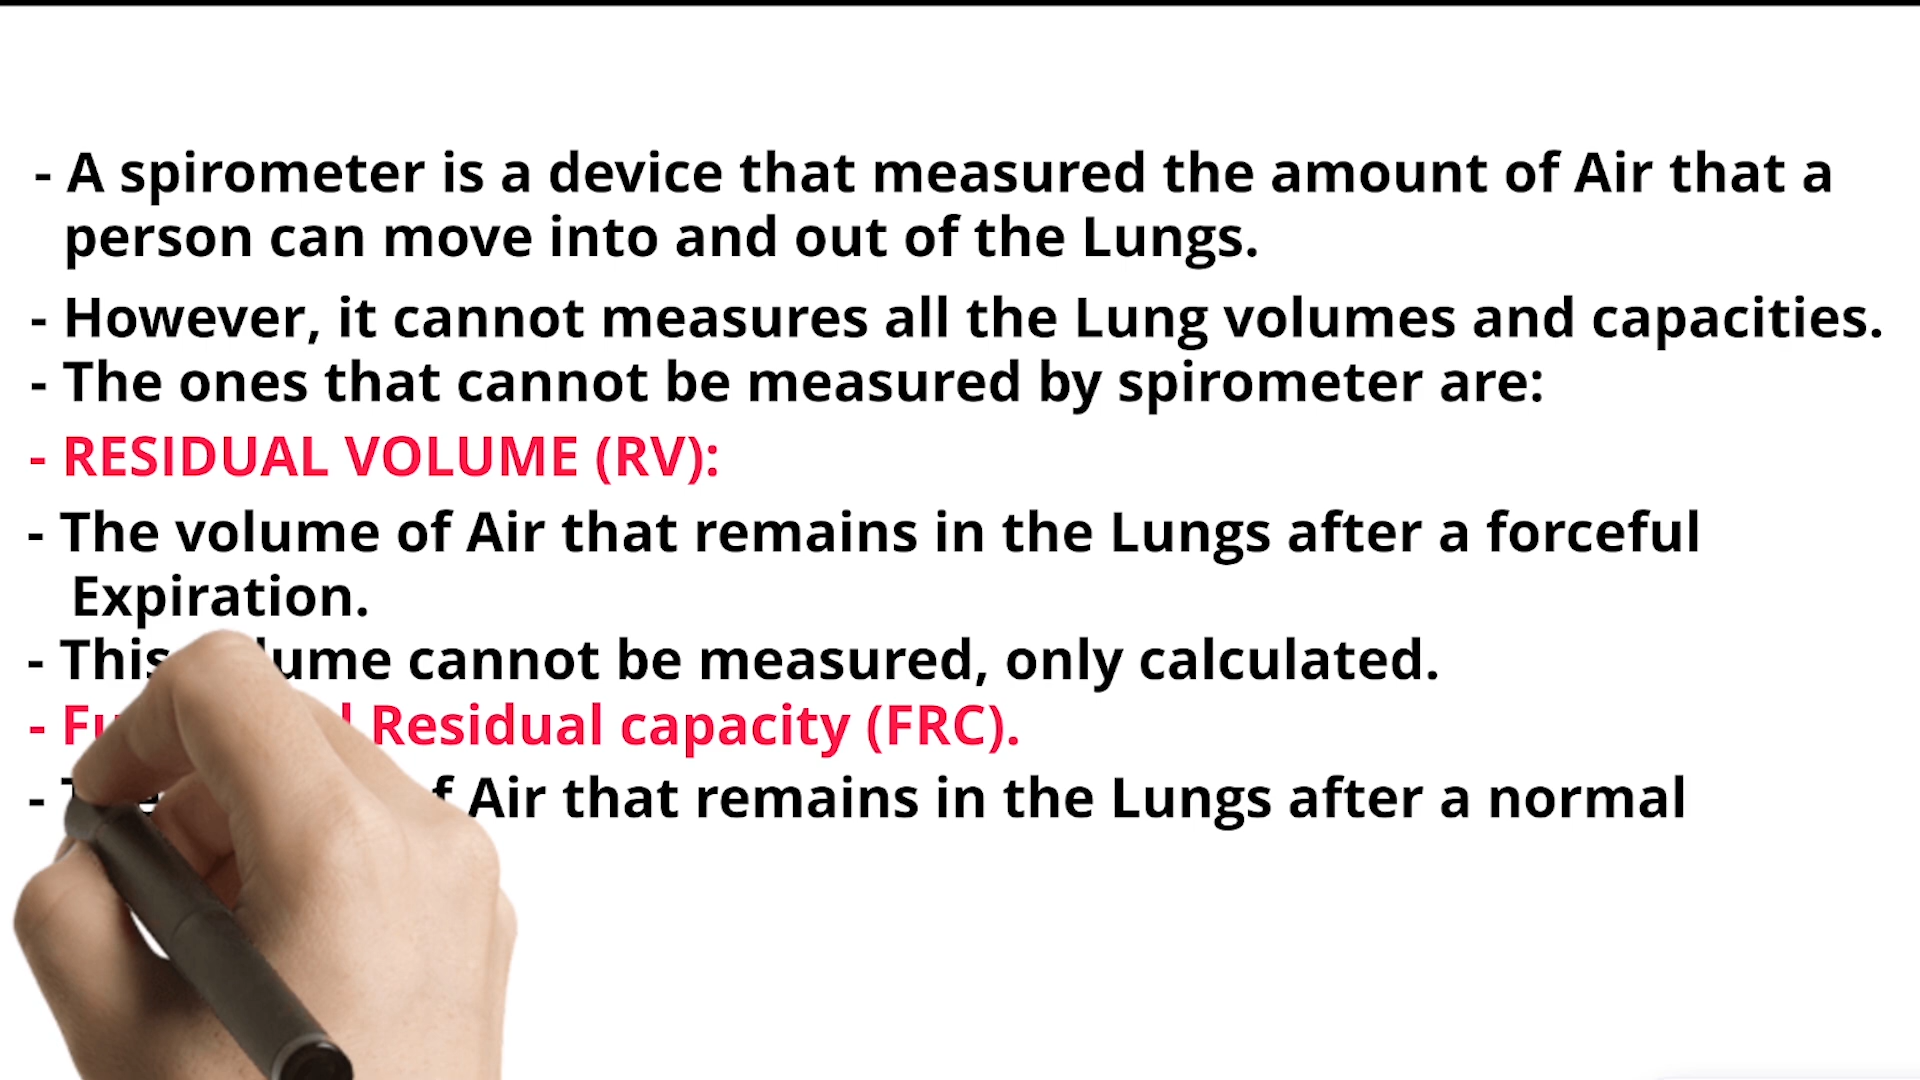 - A spirometer is a device that measured the amount of Air that a
person can move into and out of the Lungs.
- However, it cannot measures all the Lung volumes and capacities.
- The ones that cannot be measured by spirometer are:
- RESIDUAL VOLUME (RV):
- The volume of Air that remains in the Lungs after a forceful
Expiration.
- This cannot be measured, only calculated.
- Residual capacity (FRC).
- Air that remains in the Lungs after a normal